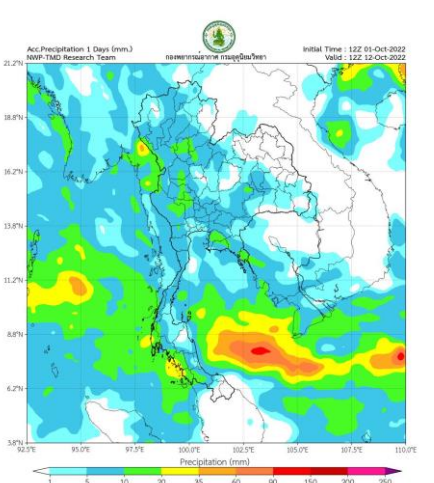 Acc.Precipitation 1 Days (mm.)
NWP-TMD Research Team
กองพยากรณ์อากาศ กรมอุตุนิยมวิทยา
Initial Time : 12Z 01-Oct-2022
Valid : 12Z 12-Oct-2022
21.2°N
18.8°N
16.2°N
13.8°N
11.2°N
8.8°N
6.2°N
3.8°N
92.5°E 95.0°E 97.5°E 100.0°E 102.5°E 105.0°E 107.5°E 110.0°E
Precipitation (mm)
1 5 10 20 35 60 90 150 200 350